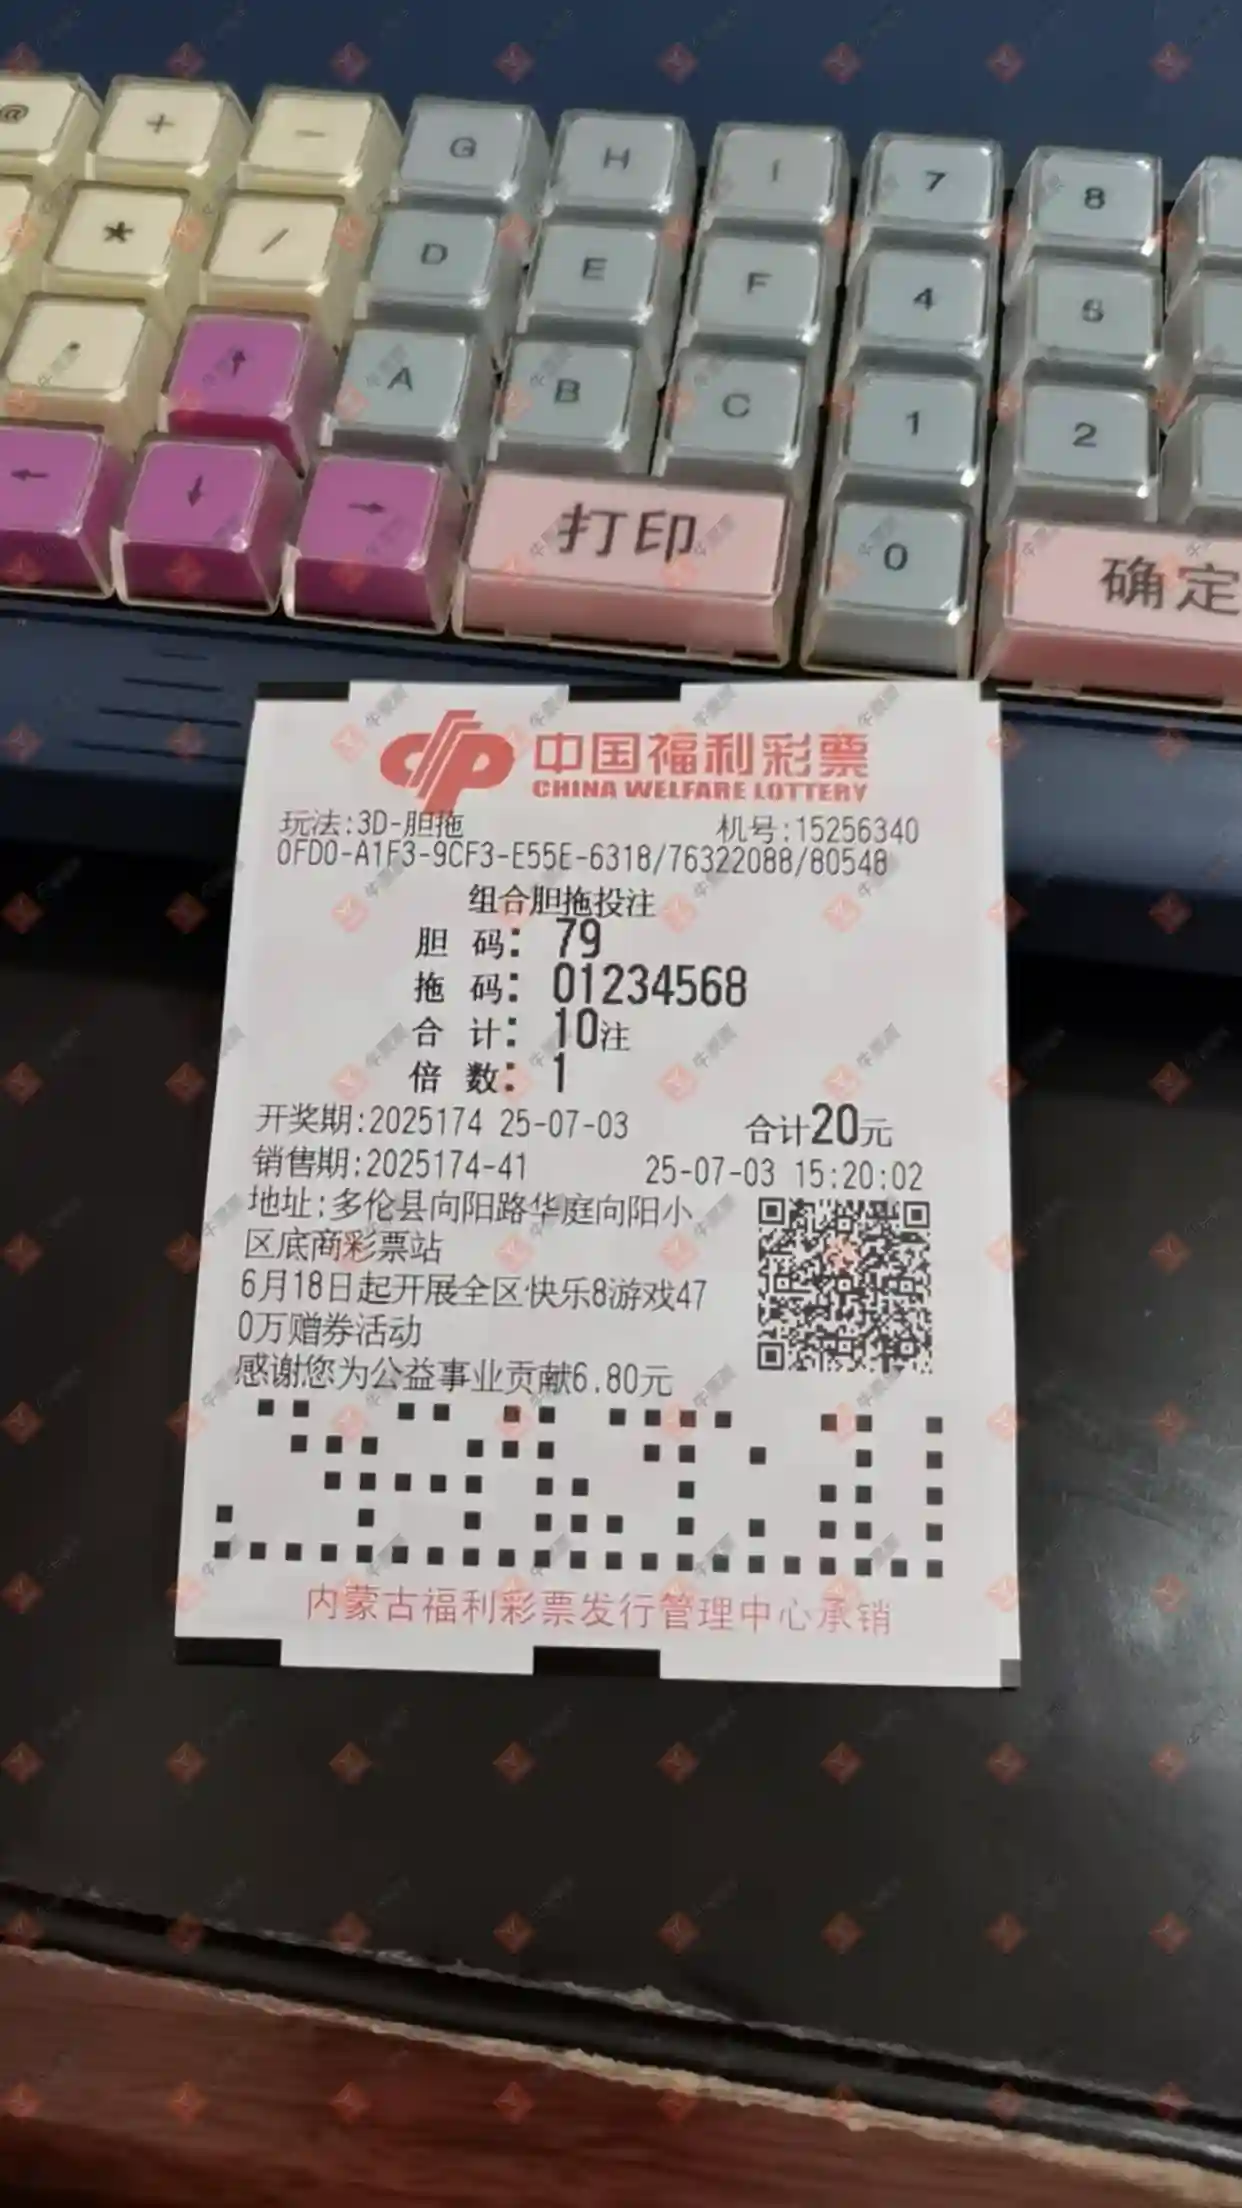 @ + - G H I 7 8
* / D E F 4 5
. ↑ A B C 1 2
← ↓ → 打印 0 确定
中国福利彩票
CHINA WELFARE LOTTERY
玩法:3D-胆拖 机号:15256340
0FD0-A1F3-9CF3-E55E-6318/76322088/80548
组合胆拖投注
胆 码: 79
拖 码: 01234568
合 计: 10注
倍 数: 1
开奖期:2025174 25-07-03 合计20元
销售期:2025174-41 25-07-03 15:20:02
地址:多伦县向阳路华庭向阳小
区底商彩票站
6月18日起开展全区快乐8游戏47
0万赠券活动
感谢您为公益事业贡献6.80元
内蒙古福利彩票发行管理中心承销